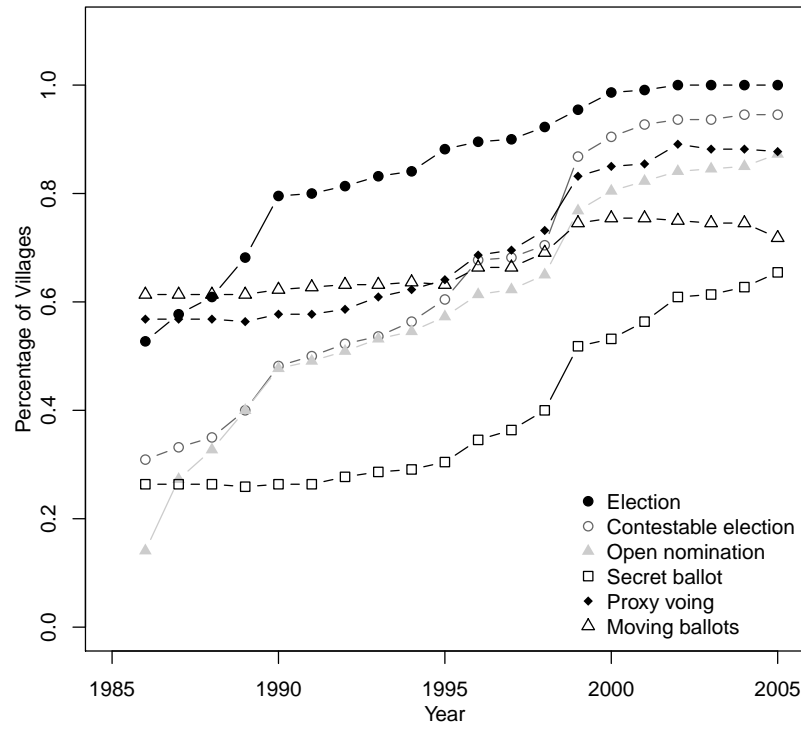 Percentage of Villages
1.0
0.8
0.6
0.4
0.2
0.0
Election
Contestable election
Open nomination
Secret ballot
Proxy voing
Moving ballots
1985 1990 1995 2000 2005
Year